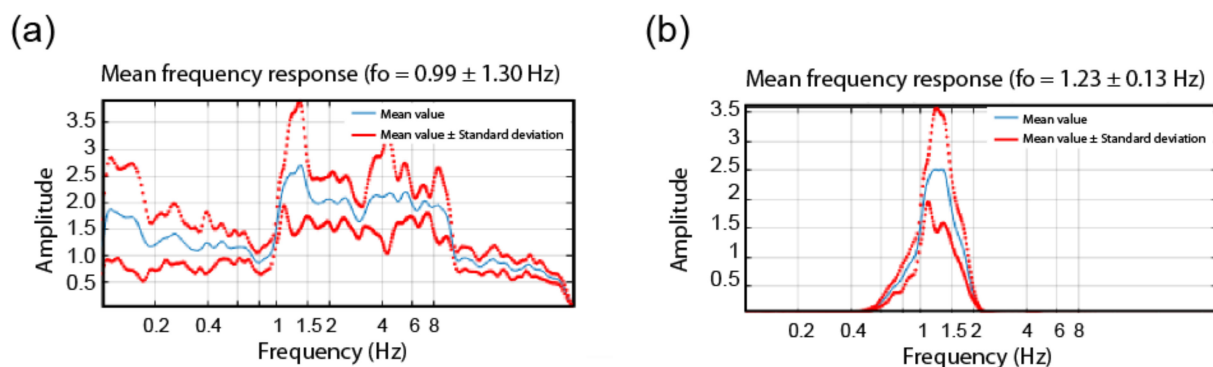 (a)
Mean frequency response (fo = 0.99 ± 1.30 Hz)
Amplitude
3.5
3
2.5
2.0
1.5
1.0
0.5
Mean value
Mean value ± Standard deviation
0.2 0.4 1 1.5 2 4 6 8
Frequency (Hz)
(b)
Mean frequency response (fo = 1.23 ± 0.13 Hz)
Amplitude
3.5
3
2.5
2
1.5
1
0.5
Mean value
Mean value ± Standard deviation
0.2 0.4 1 1.5 2 4 6 8
Frequency (Hz)